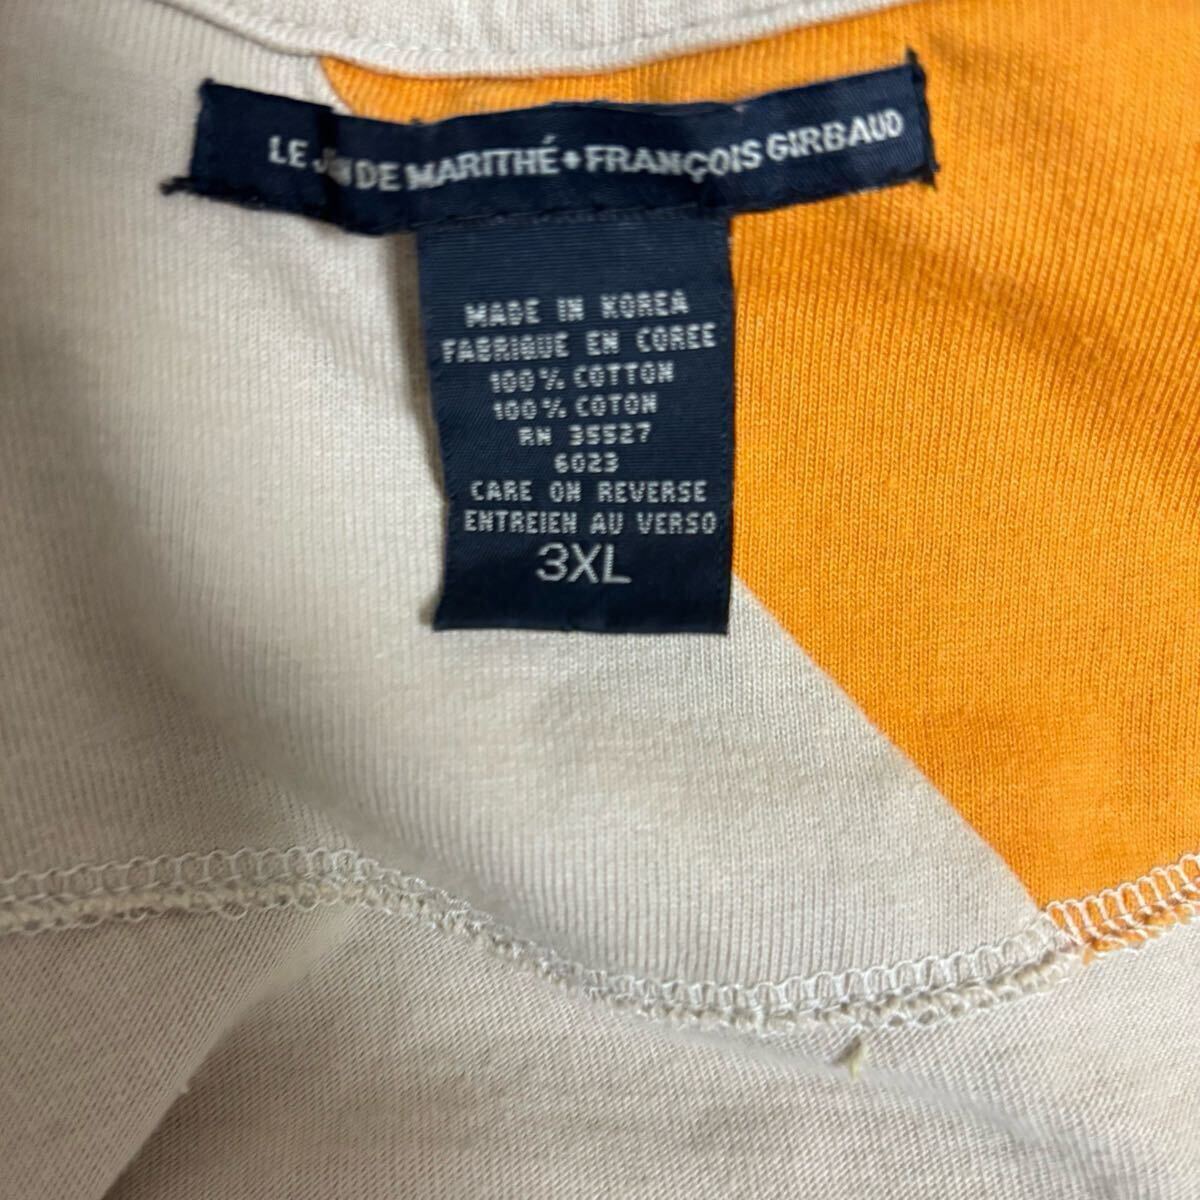 LE DE MARITHÉ + FRANÇOIS GIRBAUD
MADE IN KOREA
FABRIQUE EN COREE
100% COTTON
100% COTON
RN 35527
6023
CARE ON REVERSE
ENTREIEN AU VERSO
3XL